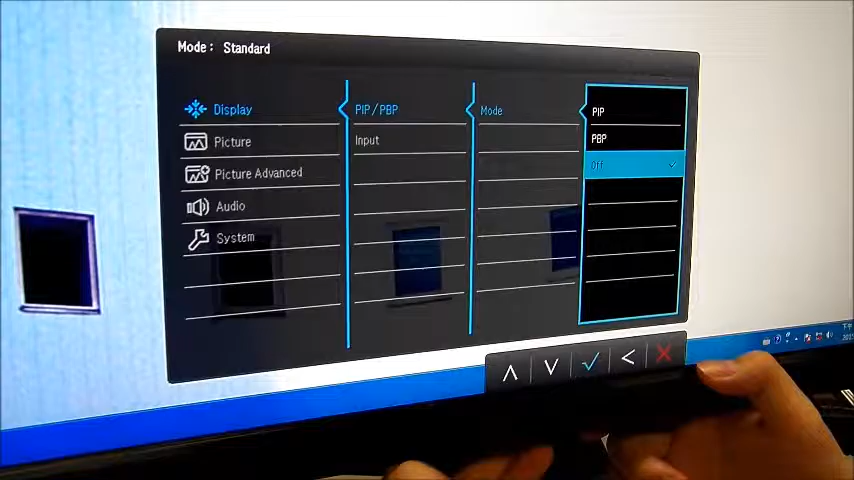 Mode: Standard
Display
PIP/PBP
Mode
PIP
Picture
Input
PBP
Picture Advanced
Off
Audio
System